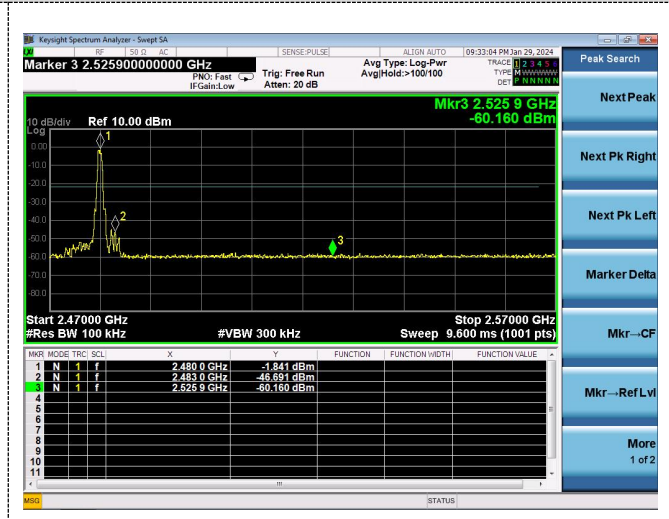 Keysight Spectrum Analyzer - Swept SA
RF 50 Ω AC SENSE:PULSE ALIGN AUTO 09:33:04 PM Jan 29, 2024
Marker 3 2.525900000000 GHz
PNO: Fast
IFGain:Low
Trig: Free Run
Atten: 20 dB
Avg Type: Log-Pwr
Avg|Hold:>100/100
TRACE 1 2 3 4 5 6
TYPE M WWWWW
DET P N N N N N
Mkr3 2.525 9 GHz
-60.160 dBm
10 dB/div Ref 10.00 dBm
Log
0.00
-10.0
-20.0
-30.0
-40.0
-50.0
-60.0
-70.0
-80.0
1
2
3
Start 2.47000 GHz Stop 2.57000 GHz
#Res BW 100 kHz #VBW 300 kHz Sweep 9.600 ms (1001 pts)
MKR MODE TRC SCL X Y FUNCTION FUNCTION WIDTH FUNCTION VALUE
1 N 1 f 2.480 0 GHz -1.841 dBm
2 N 1 f 2.483 0 GHz -46.691 dBm
3 N 1 f 2.525 9 GHz -60.160 dBm
4
5
6
7
8
9
10
11
MSG STATUS
Peak Search
Next Peak
Next Pk Right
Next Pk Left
Marker Delta
Mkr→CF
Mkr→Ref Lvl
More
1 of 2